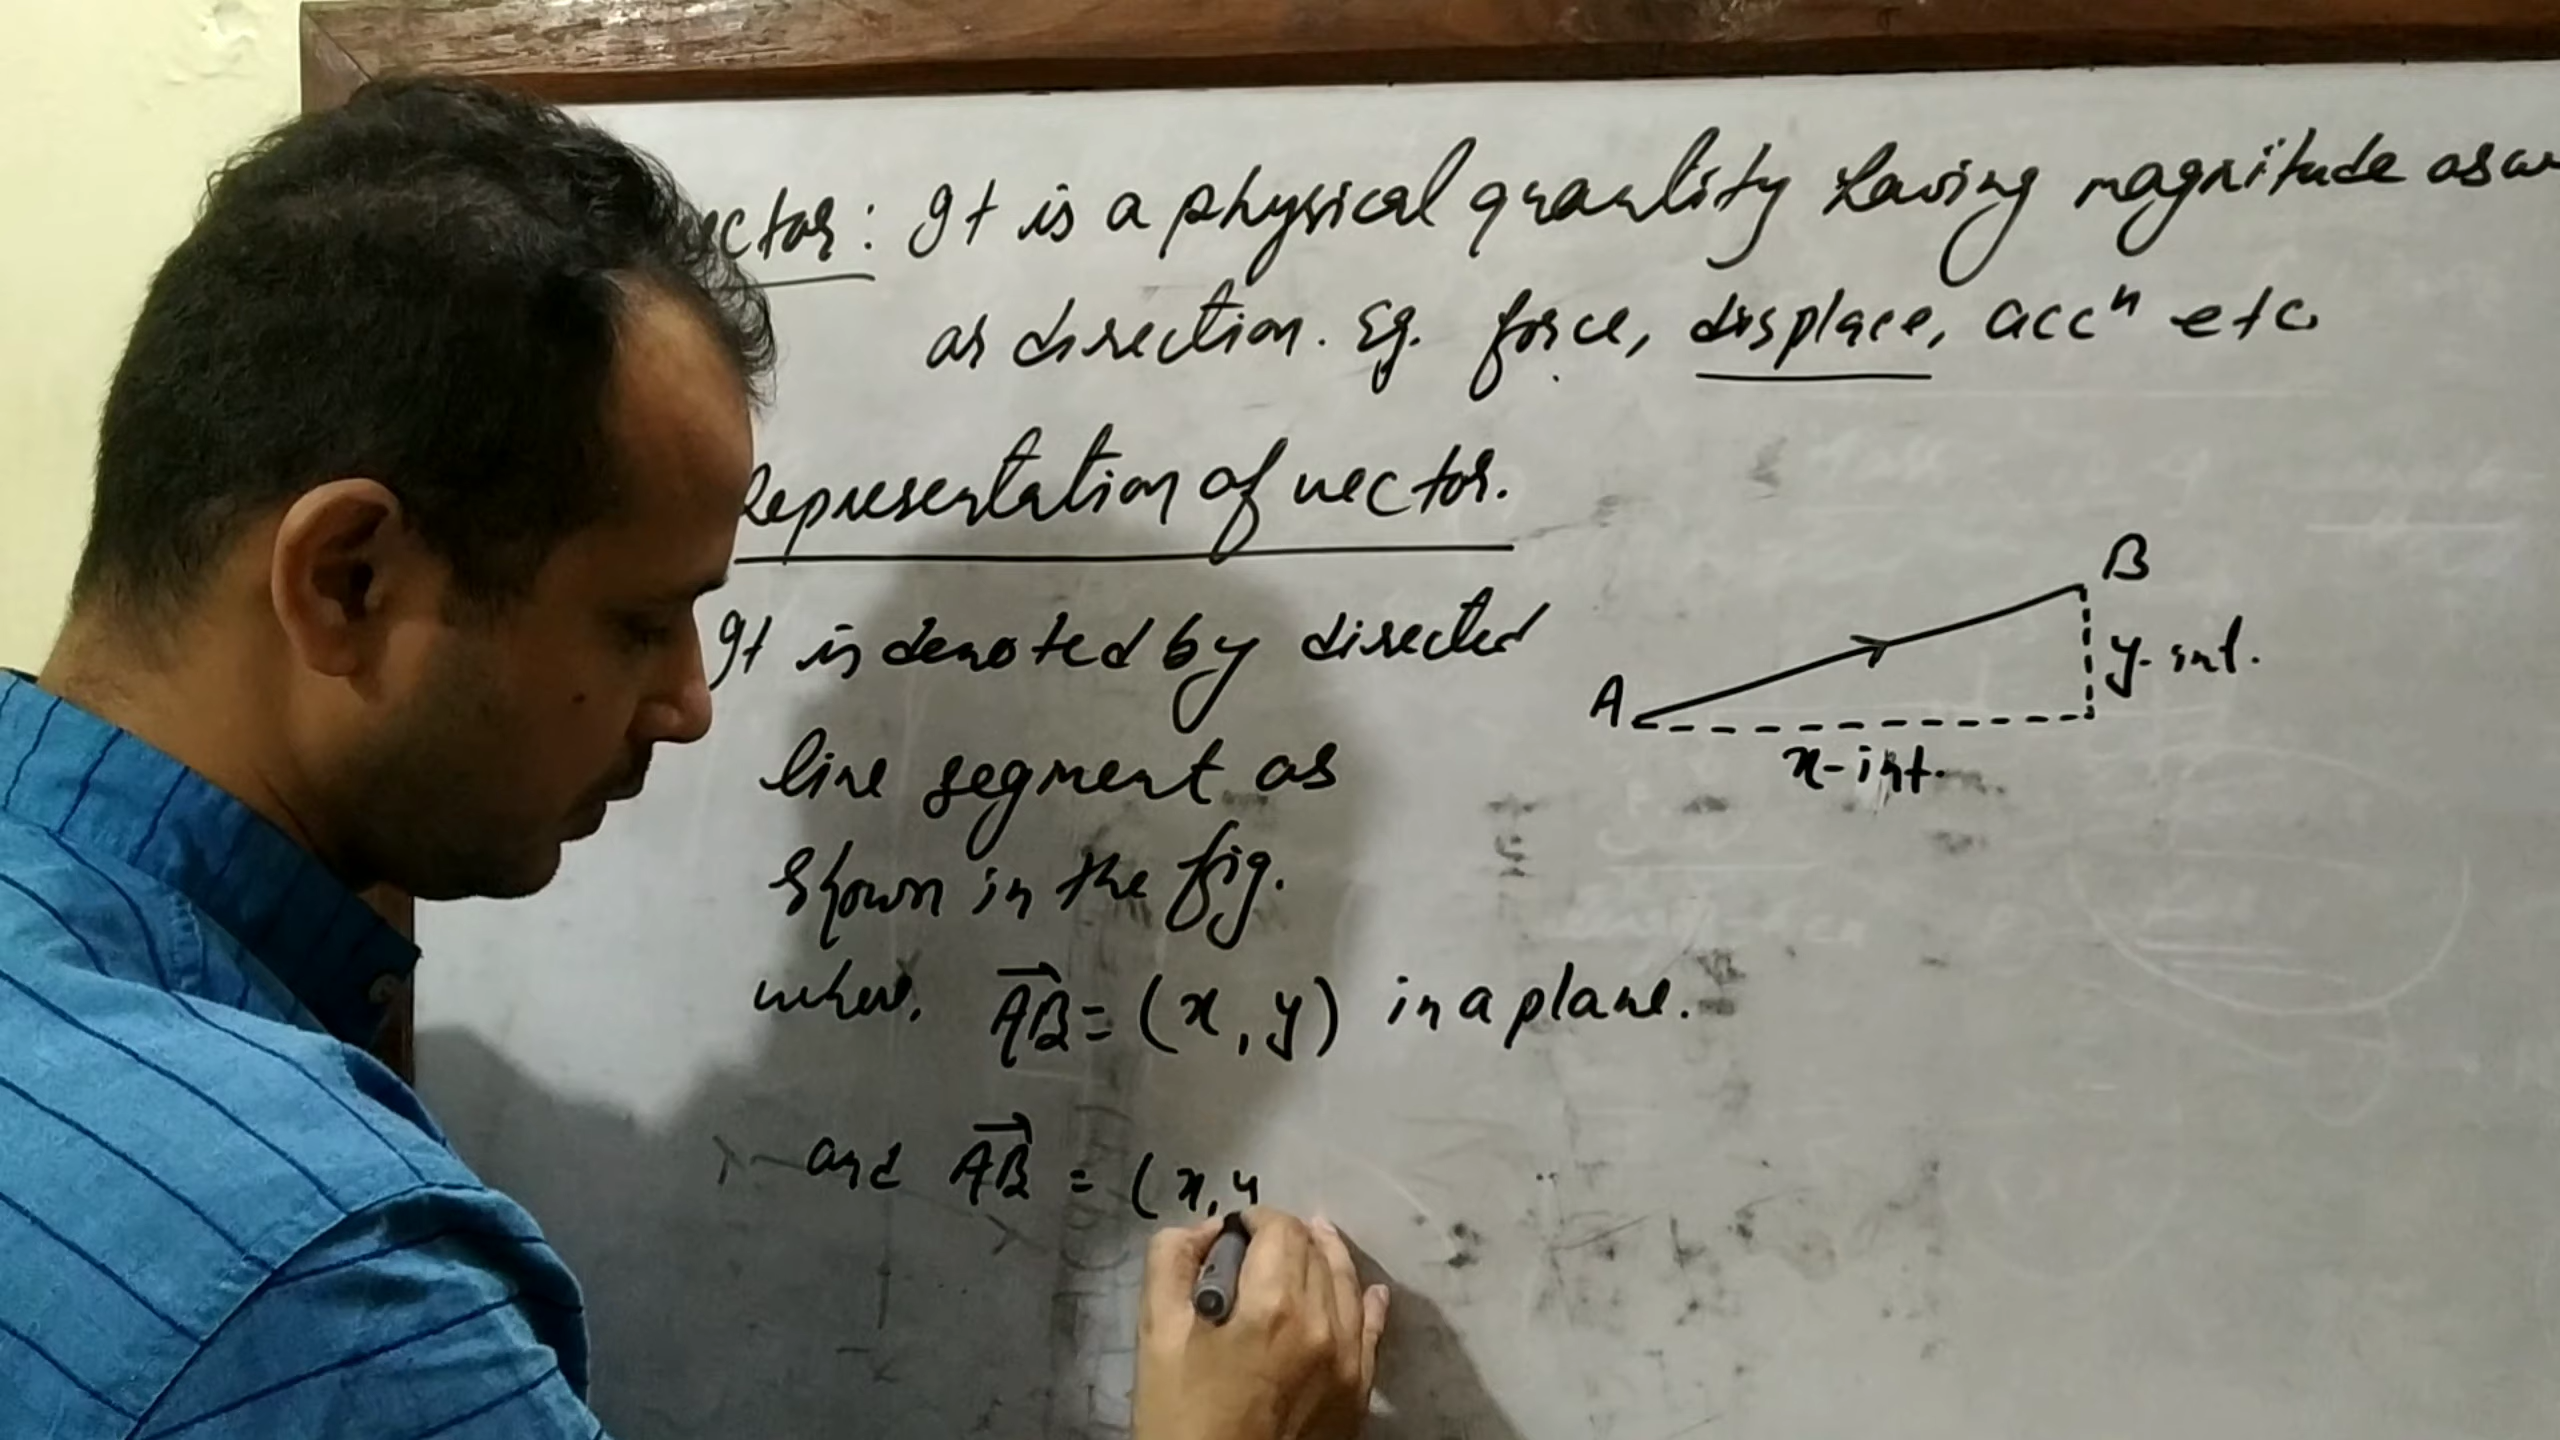 ector: It is a physical quantity having magnitude as w
as direction. Eg. force, displace, accⁿ etc.
Representation of vector.
It is denoted by directed
line segment as
shown in the fig.
where, AB⃗ = (x, y) in a plane.
and AB⃗ = (x, y
B
y-int.
A
x-int.